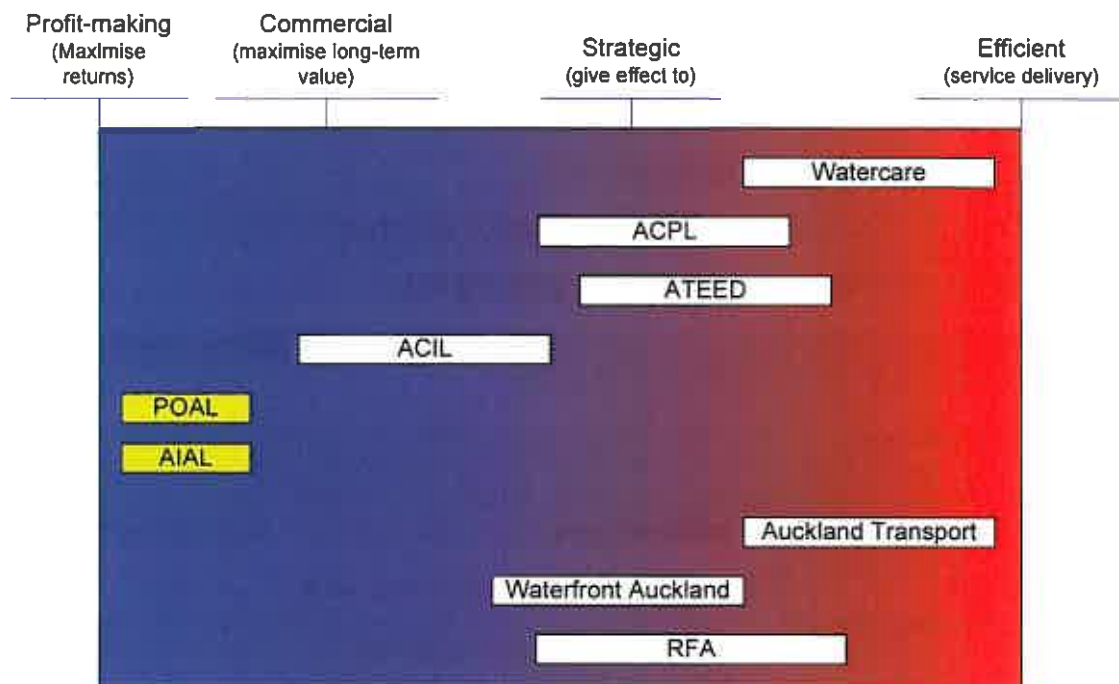 Profit-making
(Maximise
returns)
Commercial
(maximise long-term
value)
Strategic
(give effect to)
Efficient
(service delivery)
Watercare
ACPL
ATEED
ACIL
POAL
AIAL
Auckland Transport
Waterfront Auckland
RFA